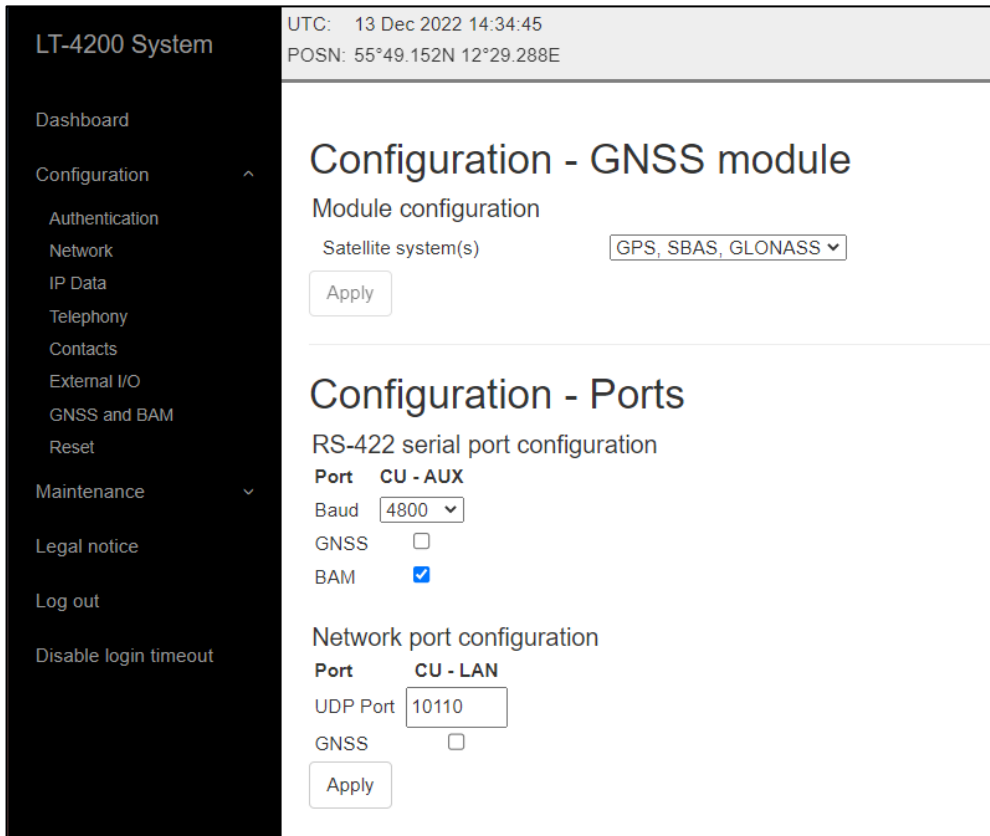 LT-4200 System
Dashboard
Configuration
Authentication
Network
IP Data
Telephony
Contacts
External I/O
GNSS and BAM
Reset
Maintenance
Legal notice
Log out
Disable login timeout
UTC: 13 Dec 2022 14:34:45
POSN: 55°49.152N 12°29.288E
Configuration - GNSS module
Module configuration
Satellite system(s) GPS, SBAS, GLONASS
Apply
Configuration - Ports
RS-422 serial port configuration
Port CU - AUX
Baud 4800
GNSS
BAM
Network port configuration
Port CU - LAN
UDP Port 10110
GNSS
Apply